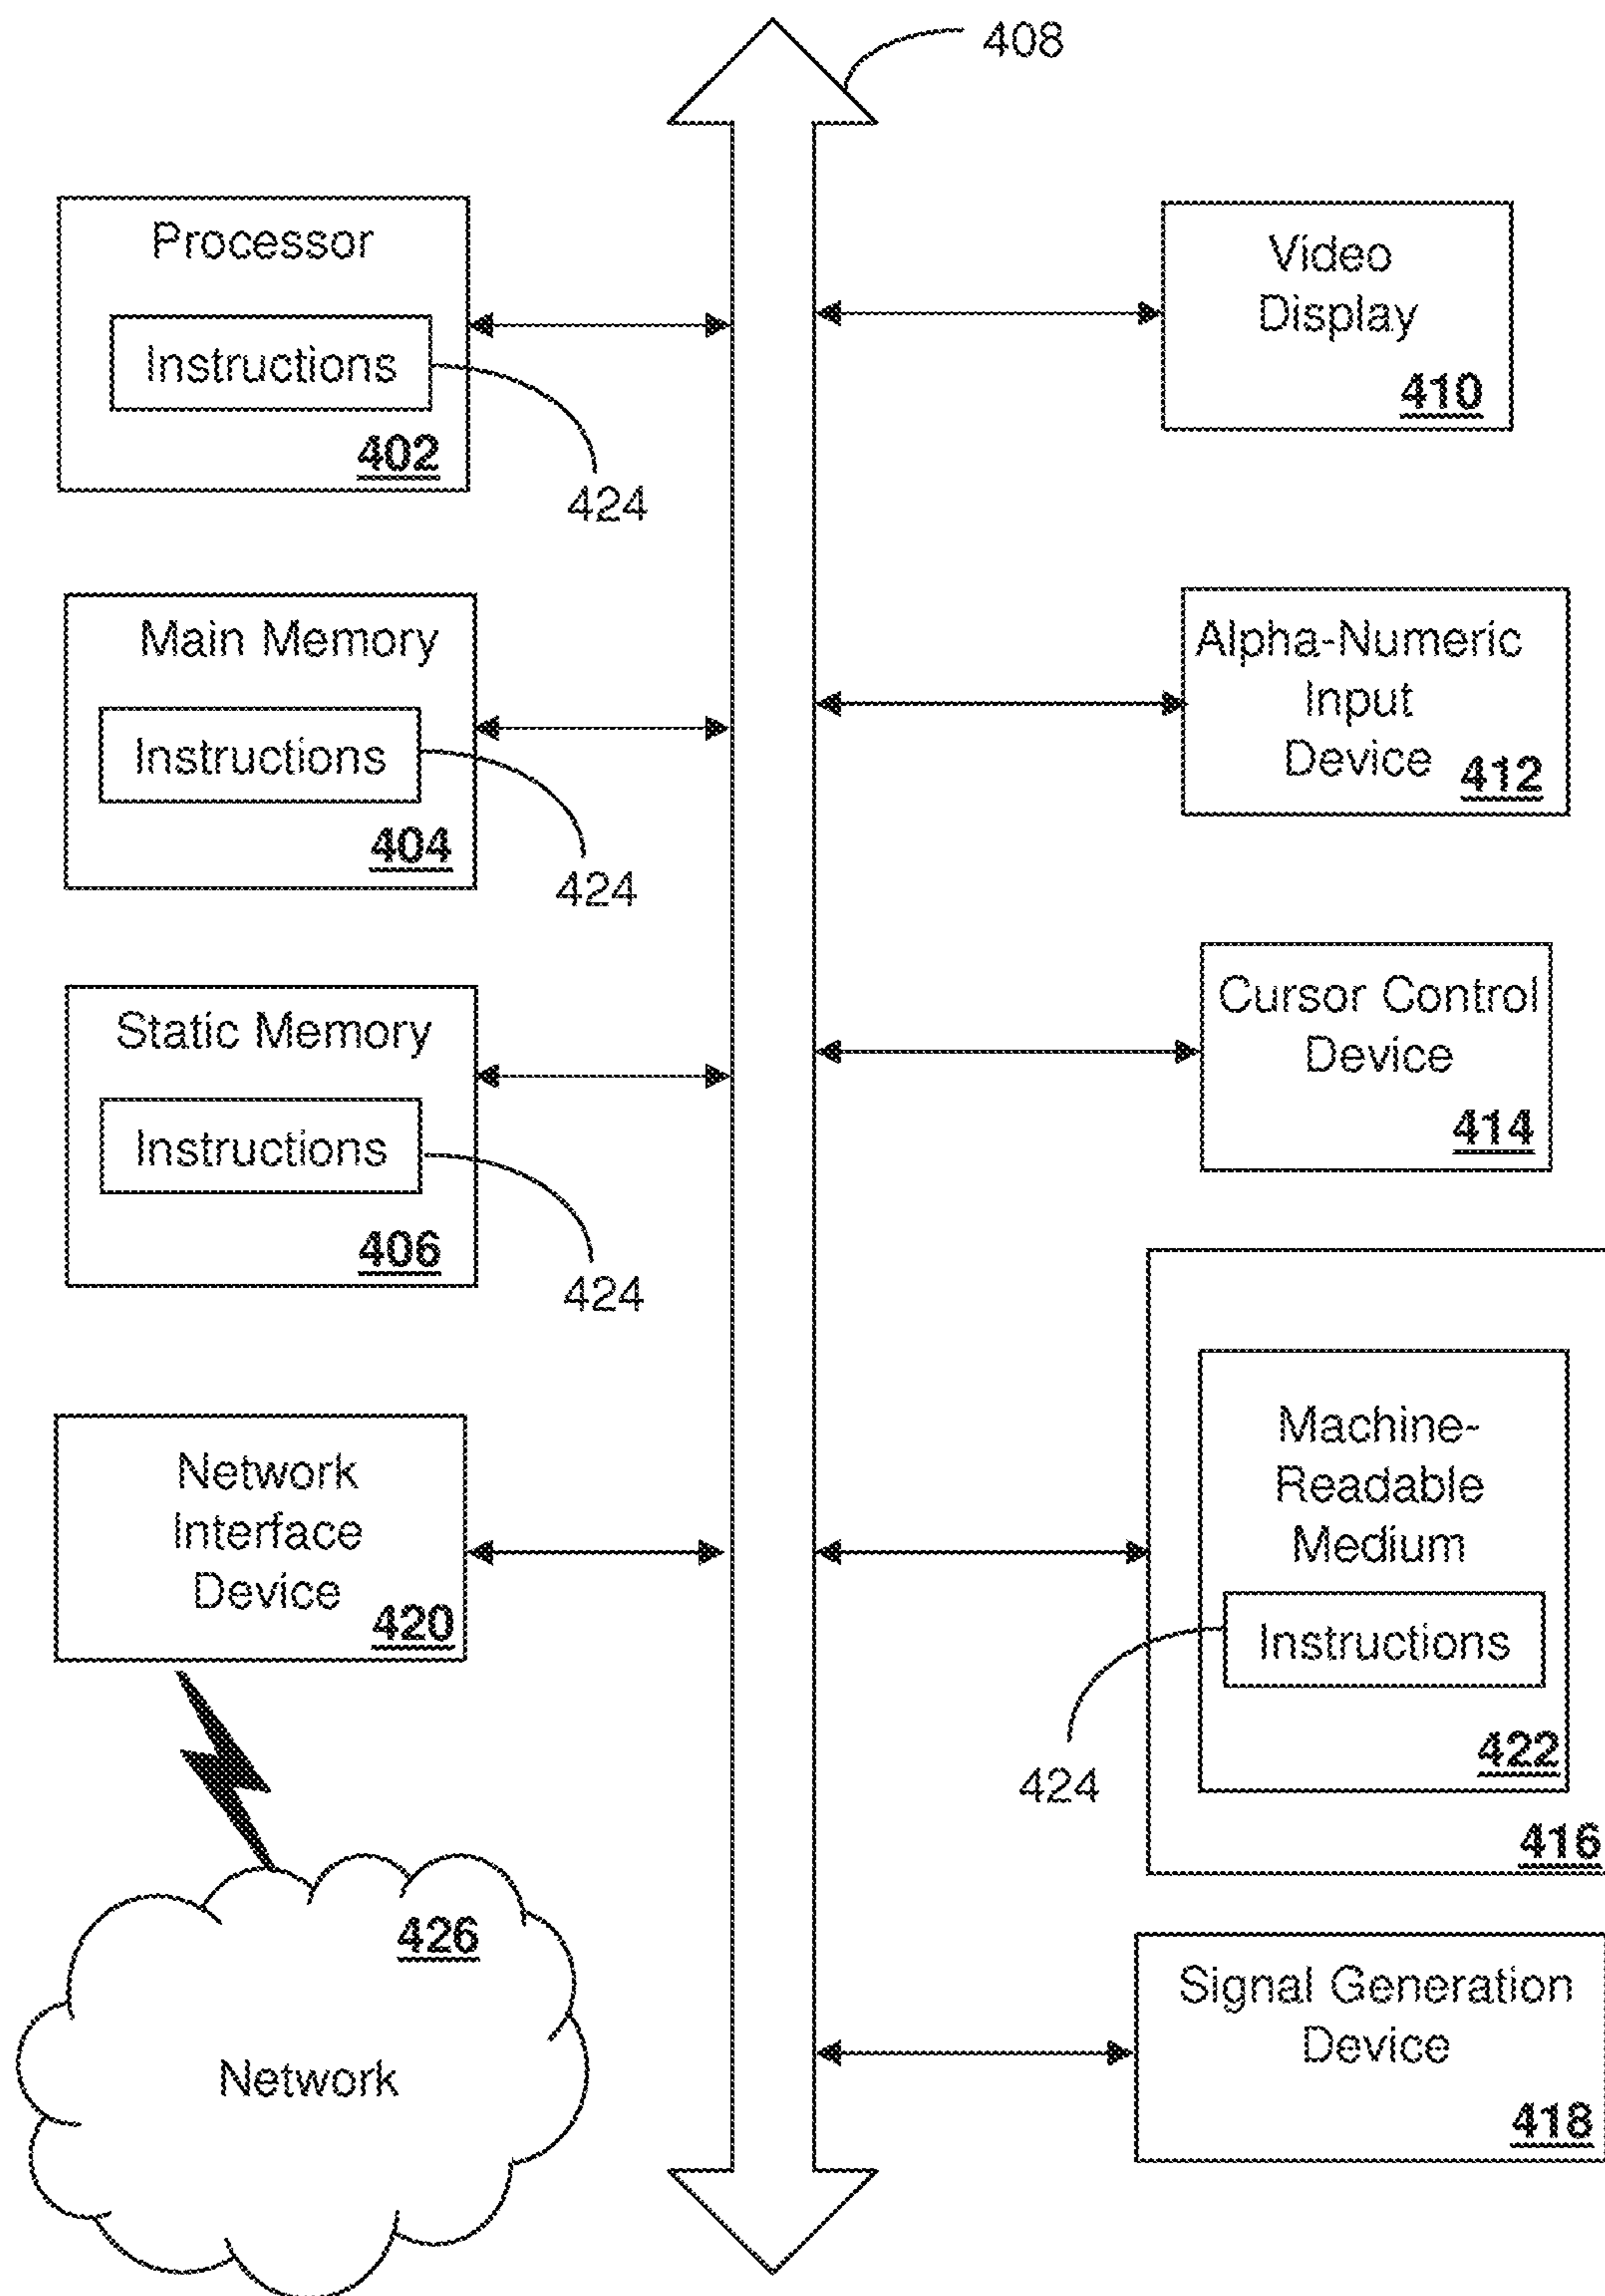 408
Processor
Instructions
402
424
Main Memory
Instructions
404
424
Static Memory
Instructions
406
424
Network
Interface
Device
420
426
Network
Video
Display
410
Alpha-Numeric
Input
Device
412
Cursor Control
Device
414
Machine-
Readable
Medium
Instructions
424
422
416
Signal Generation
Device
418